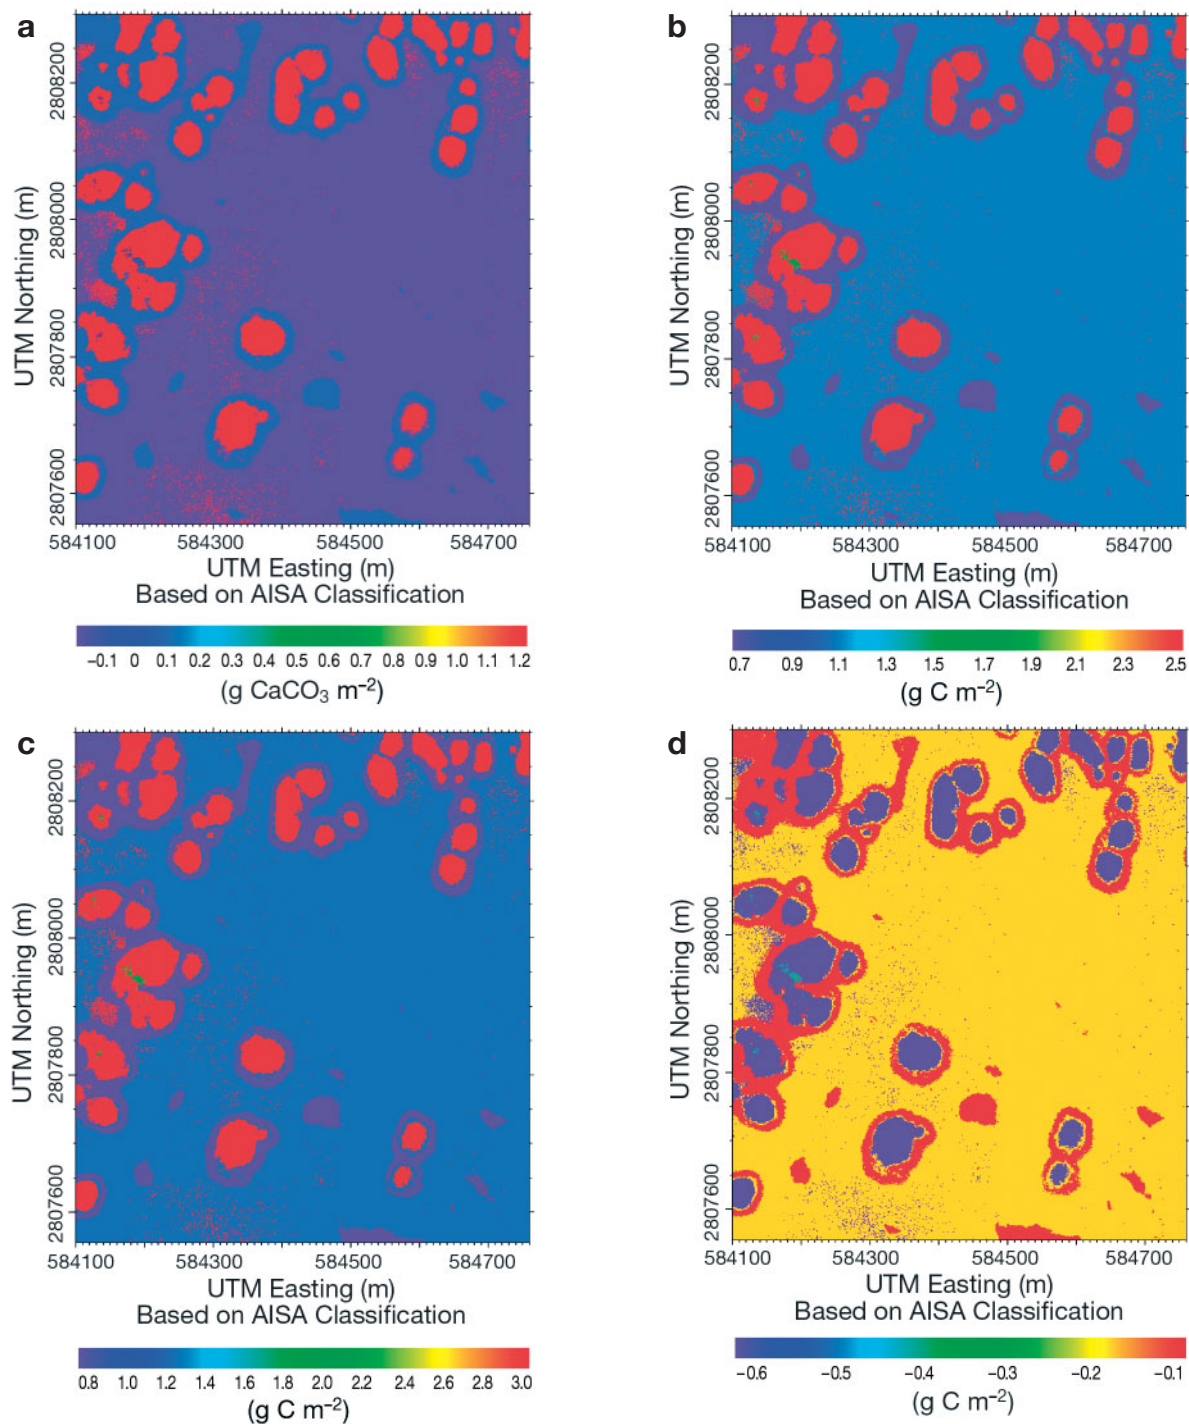 a
2808200
2808000
2807800
2807600
UTM Northing (m)
584100 584300 584500 584700
UTM Easting (m)
Based on AISA Classification
–0.1 0 0.1 0.2 0.3 0.4 0.5 0.6 0.7 0.8 0.9 1.0 1.1 1.2
(g CaCO₃ m⁻²)
b
2808200
2808000
2807800
2807600
UTM Northing (m)
584100 584300 584500 584700
UTM Easting (m)
Based on AISA Classification
0.7 0.9 1.1 1.3 1.5 1.7 1.9 2.1 2.3 2.5
(g C m⁻²)
c
2808200
2808000
2807800
2807600
UTM Northing (m)
584100 584300 584500 584700
UTM Easting (m)
Based on AISA Classification
0.8 1.0 1.2 1.4 1.6 1.8 2.0 2.2 2.4 2.6 2.8 3.0
(g C m⁻²)
d
2808200
2808000
2807800
2807600
UTM Northing (m)
584100 584300 584500 584700
UTM Easting (m)
Based on AISA Classification
–0.6 –0.5 –0.4 –0.3 –0.2 –0.1
(g C m⁻²)